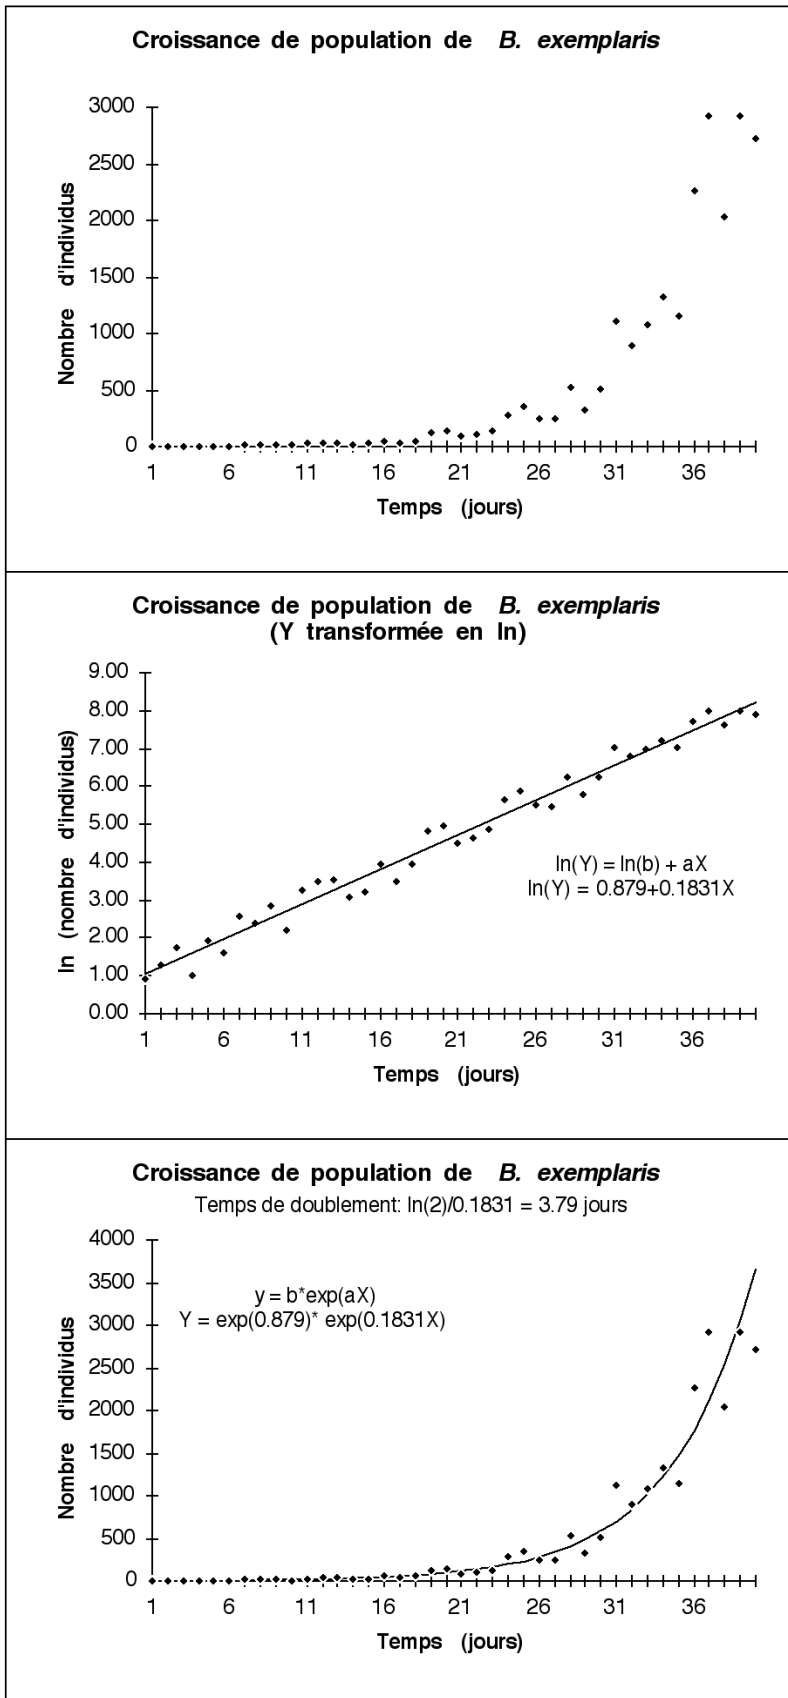 Croissance de population de B. exemplaris
3000
2500
2000
1500
1000
500
0
Nombre d'individus
1 6 11 16 21 26 31 36
Temps (jours)
Croissance de population de B. exemplaris
(Y transformée en ln)
9.00
8.00
7.00
6.00
5.00
4.00
3.00
2.00
1.00
0.00
ln (nombre d'individus)
ln(Y) = ln(b) + aX
ln(Y) = 0.879+0.1831X
1 6 11 16 21 26 31 36
Temps (jours)
Croissance de population de B. exemplaris
Temps de doublement: ln(2)/0.1831 = 3.79 jours
4000
3500
3000
2500
2000
1500
1000
500
0
Nombre d'individus
y = b*exp(aX)
Y = exp(0.879)* exp(0.1831X)
1 6 11 16 21 26 31 36
Temps (jours)